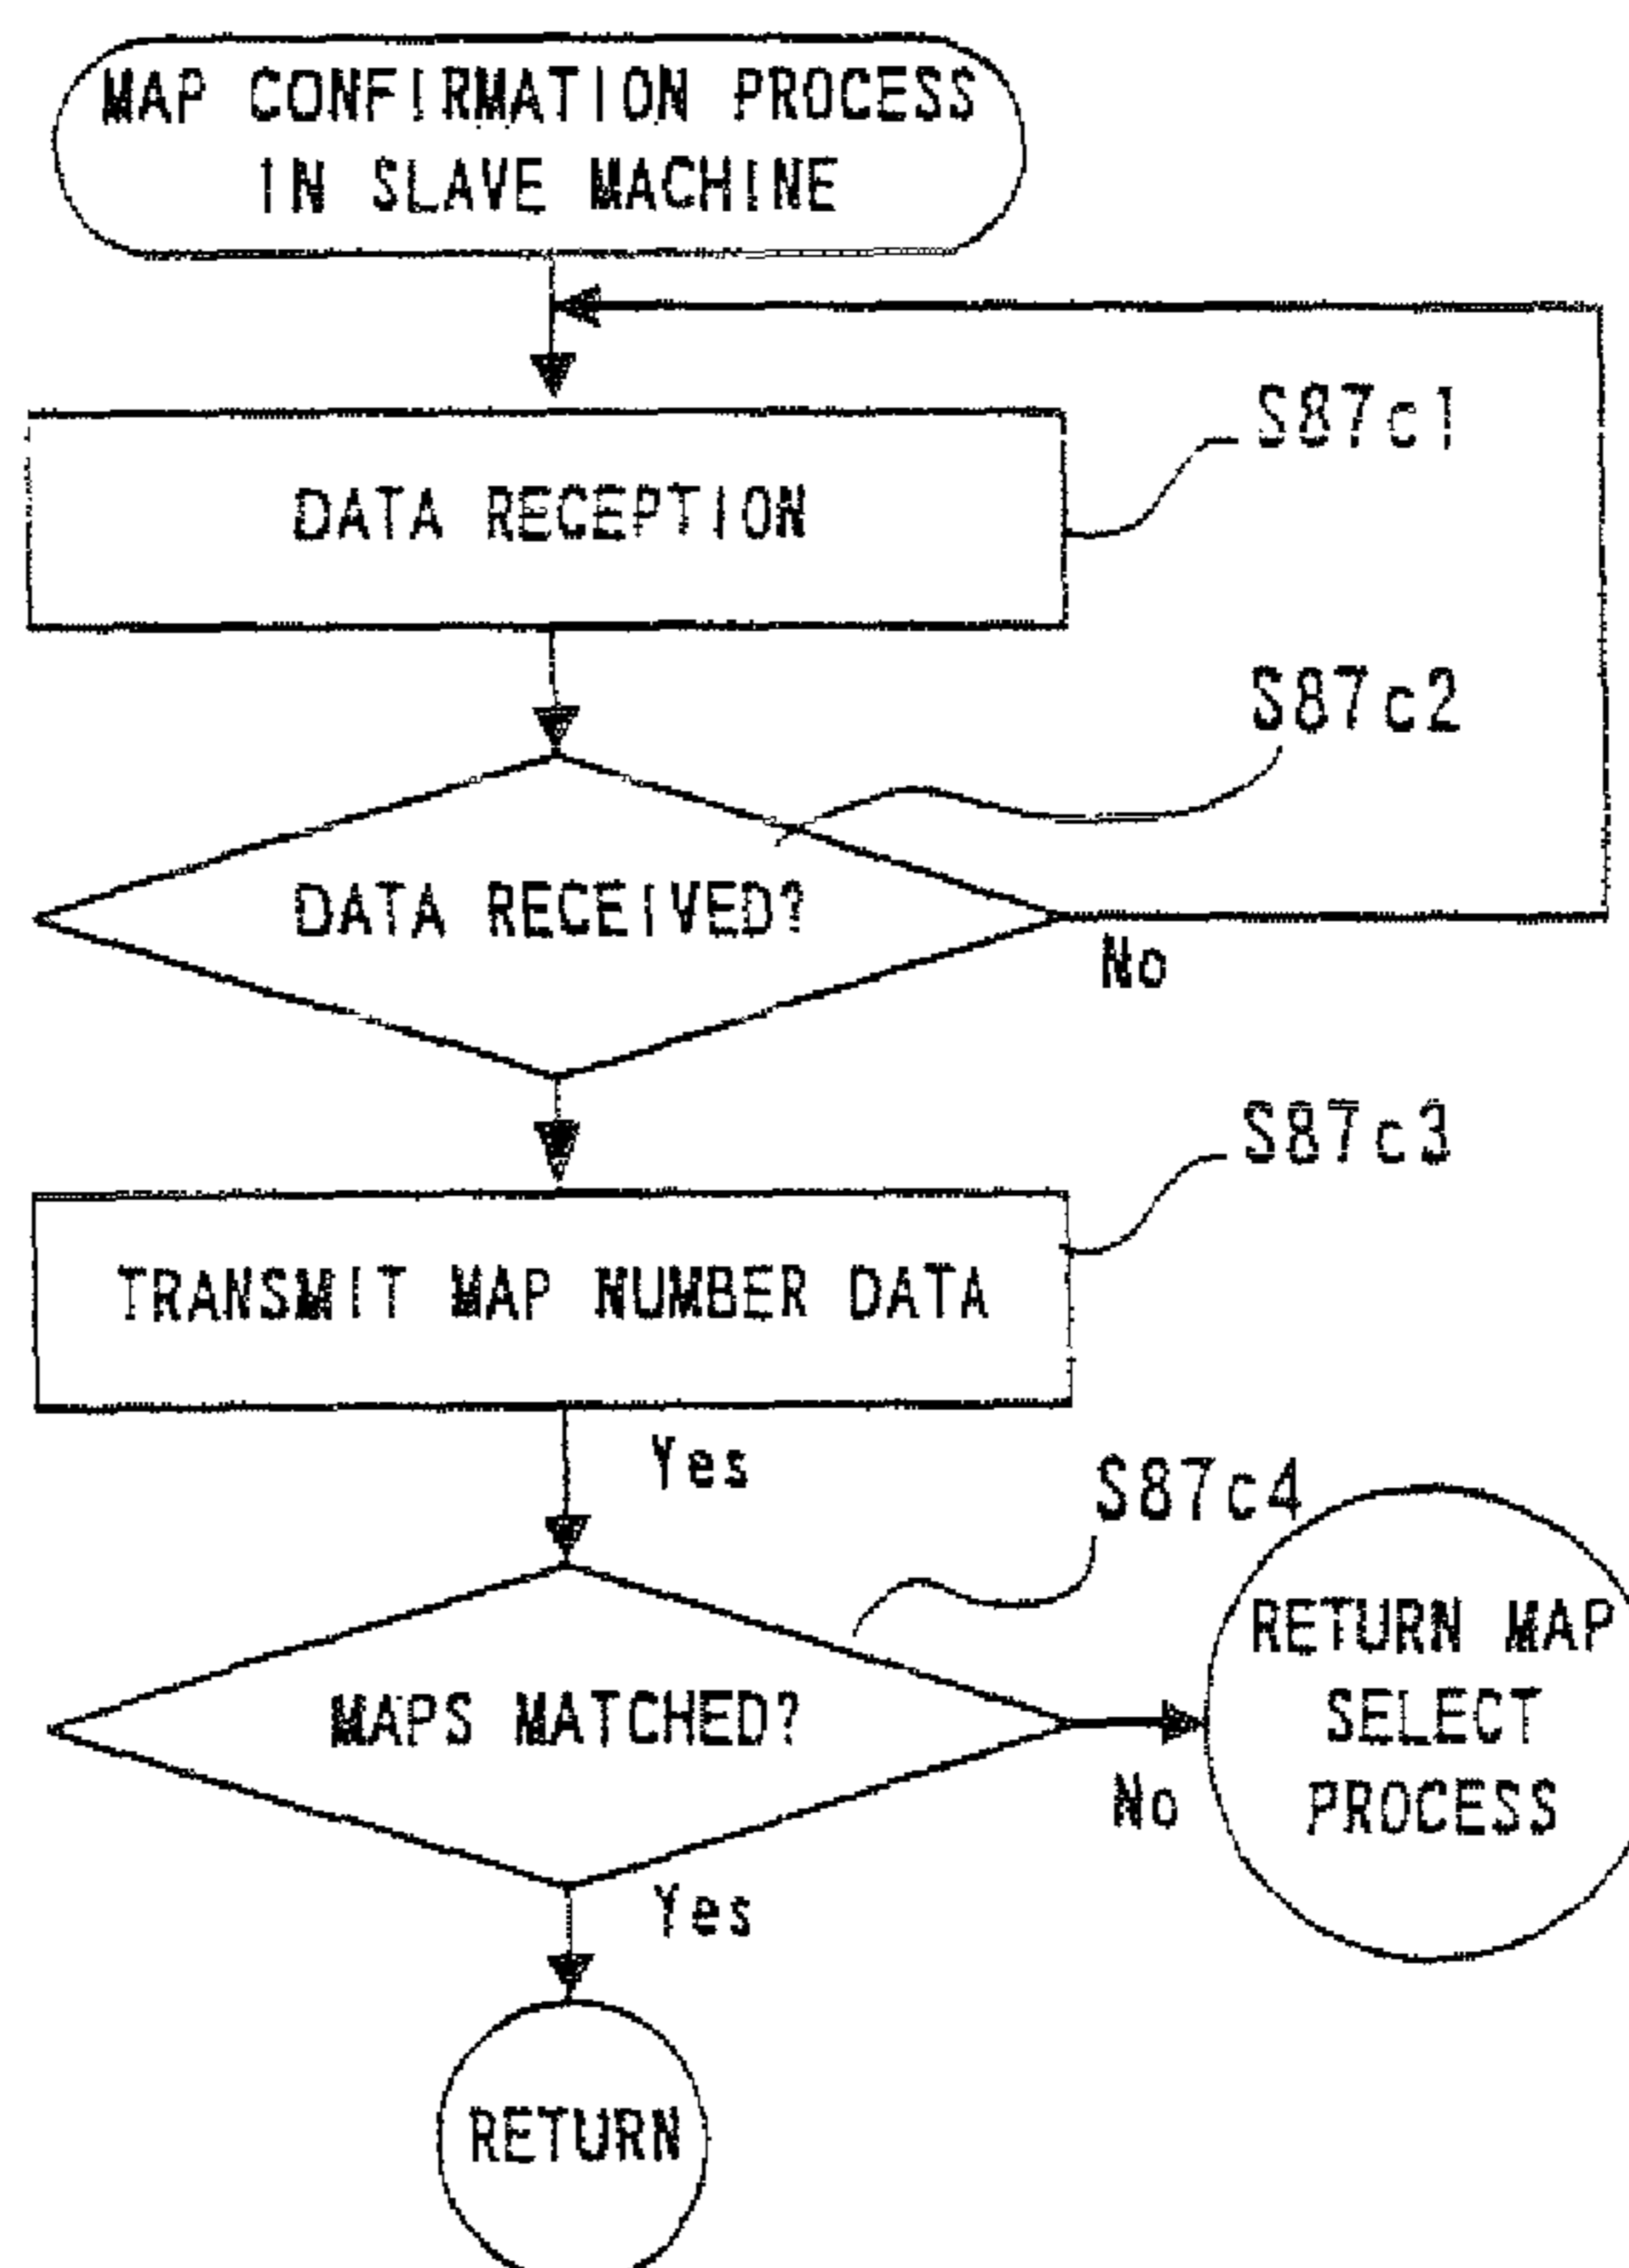 MAP CONFIRMATION PROCESS
IN SLAVE MACHINE
S87c1
DATA RECEPTION
S87c2
DATA RECEIVED?
No
S87c3
TRANSMIT MAP NUMBER DATA
Yes
S87c4
MAPS MATCHED?
No
RETURN MAP
SELECT
PROCESS
Yes
RETURN